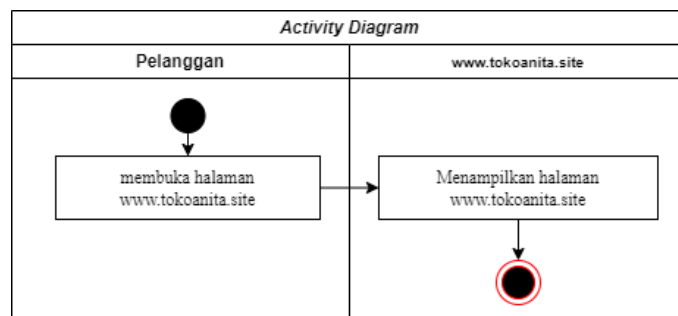 Activity Diagram
Pelanggan
www.tokoanita.site
membuka halaman
www.tokoanita.site
Menampilkan halaman
www.tokoanita.site